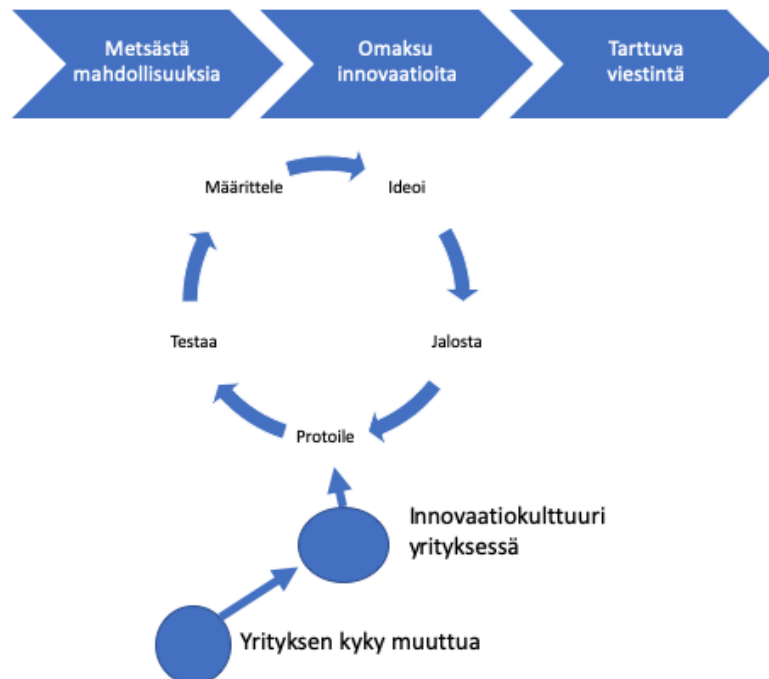 Metsästä
mahdollisuuksia
Omaksu
innovaatioita
Tarttuva
viestintä
Määrittele
Ideoi
Testaa
Jalosta
Protoile
Innovaatiokulttuuri
yrityksessä
Yrityksen kyky muuttua